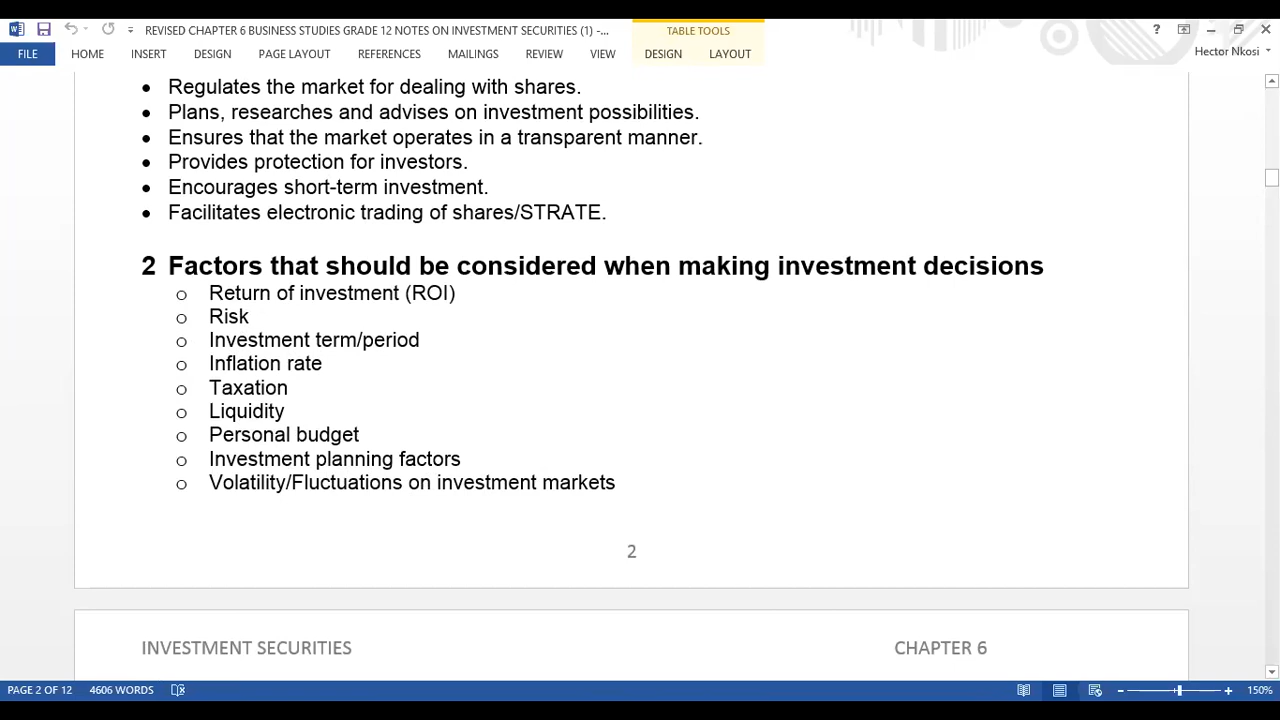 REVISED CHAPTER 6 BUSINESS STUDIES GRADE 12 NOTES ON INVESTMENT SECURITIES (1) -...
TABLE TOOLS
?
FILE HOME INSERT DESIGN PAGE LAYOUT REFERENCES MAILINGS REVIEW VIEW DESIGN LAYOUT
Hector Nkosi
• Regulates the market for dealing with shares.
• Plans, researches and advises on investment possibilities.
• Ensures that the market operates in a transparent manner.
• Provides protection for investors.
• Encourages short-term investment.
• Facilitates electronic trading of shares/STRATE.
2 Factors that should be considered when making investment decisions
o Return of investment (ROI)
o Risk
o Investment term/period
o Inflation rate
o Taxation
o Liquidity
o Personal budget
o Investment planning factors
o Volatility/Fluctuations on investment markets
2
INVESTMENT SECURITIES CHAPTER 6
PAGE 2 OF 12 4606 WORDS 150%